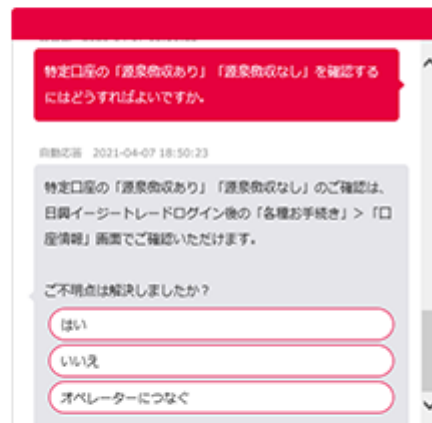 特定口座の「源泉徴収あり」「源泉徴収なし」を確認する
にはどうすればよいですか。
自動応答 2021-04-07 18:50:23
特定口座の「源泉徴収あり」「源泉徴収なし」のご確認は、
日興イージートレードログイン後の「各種お手続き」>「口
座情報」画面でご確認いただけます。
ご不明点は解決しましたか?
はい
いいえ
オペレーターにつなぐ